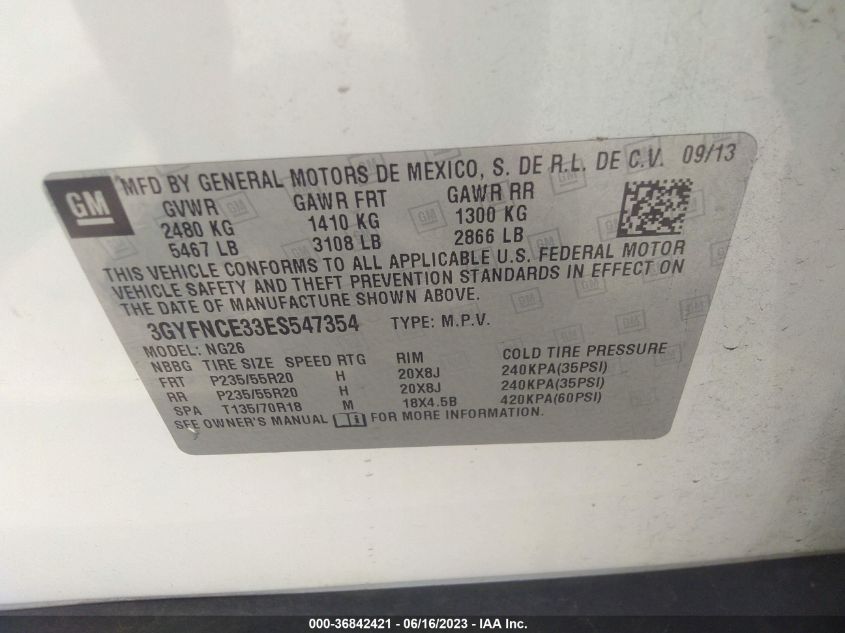 GM
MFD BY GENERAL MOTORS DE MEXICO, S. DE R.L. DE C.V. 09/13
GVWR GAWR FRT GAWR RR
2480 KG 1410 KG 1300 KG
5467 LB 3108 LB 2866 LB
THIS VEHICLE CONFORMS TO ALL APPLICABLE U.S. FEDERAL MOTOR
VEHICLE SAFETY AND THEFT PREVENTION STANDARDS IN EFFECT ON
THE DATE OF MANUFACTURE SHOWN ABOVE.
3GYFNCE33ES547354 TYPE: M.P.V.
MODEL: NG26
NBBG TIRE SIZE SPEED RTG RIM COLD TIRE PRESSURE
FRT P235/55R20 H 20X8J 240KPA(35PSI)
RR P235/55R20 H 20X8J 240KPA(35PSI)
SPA T135/70R18 M 18X4.5B 420KPA(60PSI)
SEE OWNER'S MANUAL FOR MORE INFORMATION.
000-36842421 - 06/16/2023 - IAA Inc.